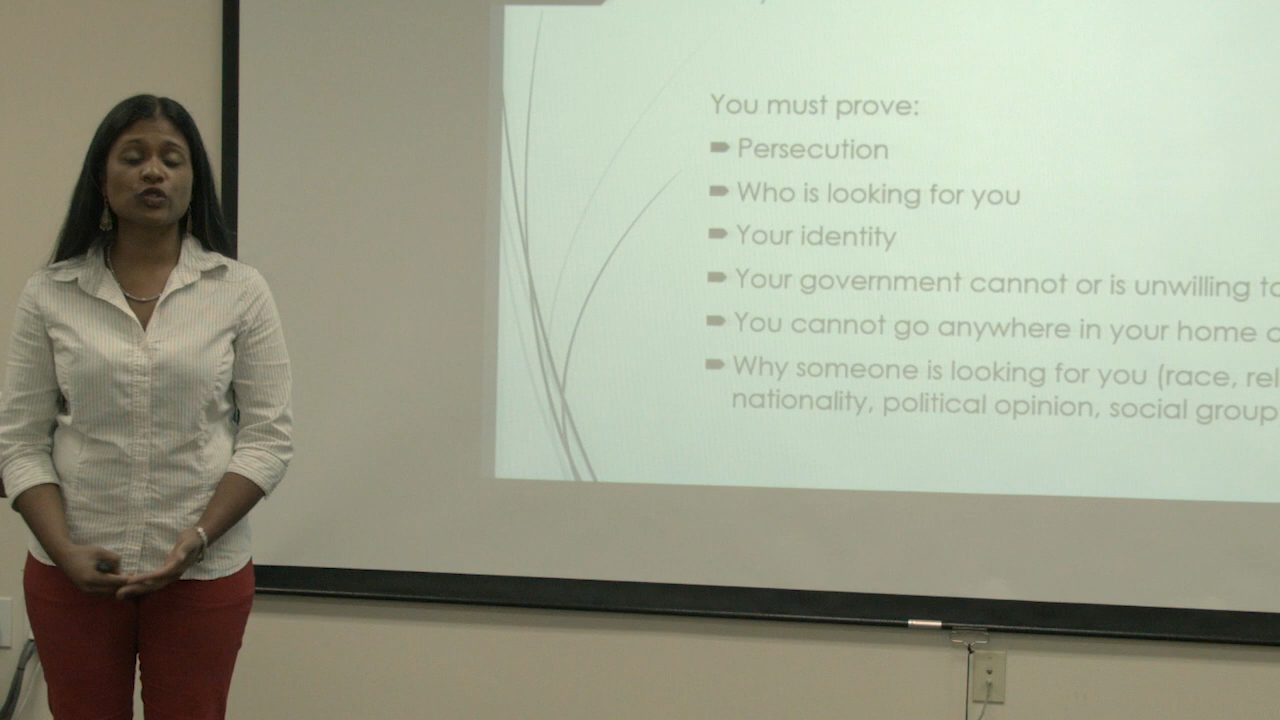 You must prove:
Persecution
Who is looking for you
Your identity
Your government cannot or is unwilling to
You cannot go anywhere in your home
Why someone is looking for you (race,
nationality, political opinion, social group